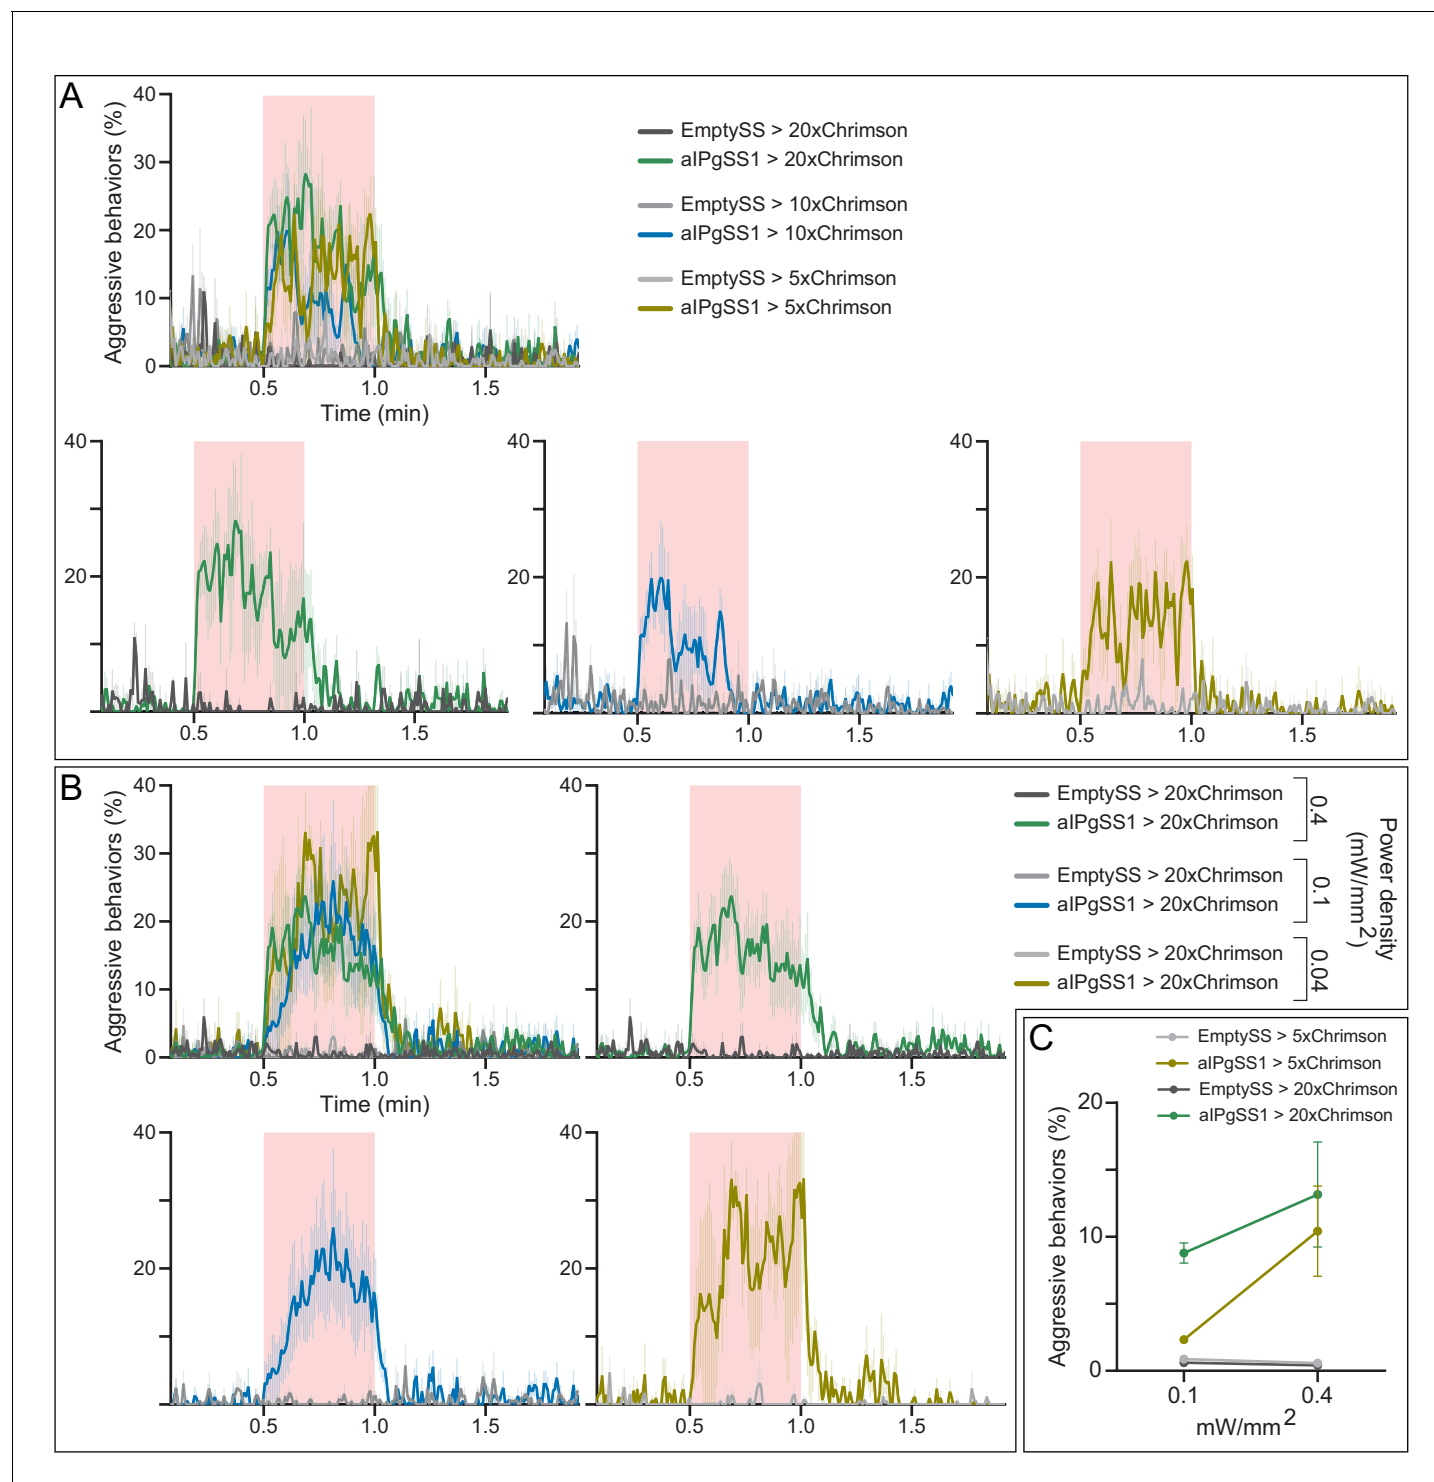 A
Aggressive behaviors (%)
40
30
20
10
0
0.5
1.0
1.5
Time (min)
EmptySS > 20xChrimson
aIPgSS1 > 20xChrimson
EmptySS > 10xChrimson
aIPgSS1 > 10xChrimson
EmptySS > 5xChrimson
aIPgSS1 > 5xChrimson
40
20
0.5
1.0
1.5
40
20
0.5
1.0
1.5
40
20
0.5
1.0
1.5
B
Aggressive behaviors (%)
40
30
20
10
0
0.5
1.0
1.5
Time (min)
40
20
0
0.5
1.0
1.5
EmptySS > 20xChrimson
aIPgSS1 > 20xChrimson
0.4
EmptySS > 20xChrimson
aIPgSS1 > 20xChrimson
0.1
EmptySS > 20xChrimson
aIPgSS1 > 20xChrimson
0.04
Power density
(mW/mm2)
40
20
0.5
1.0
1.5
40
20
0.5
1.0
1.5
C
EmptySS > 5xChrimson
aIPgSS1 > 5xChrimson
EmptySS > 20xChrimson
aIPgSS1 > 20xChrimson
Aggressive behaviors (%)
20
10
0
0.1
0.4
mW/mm2